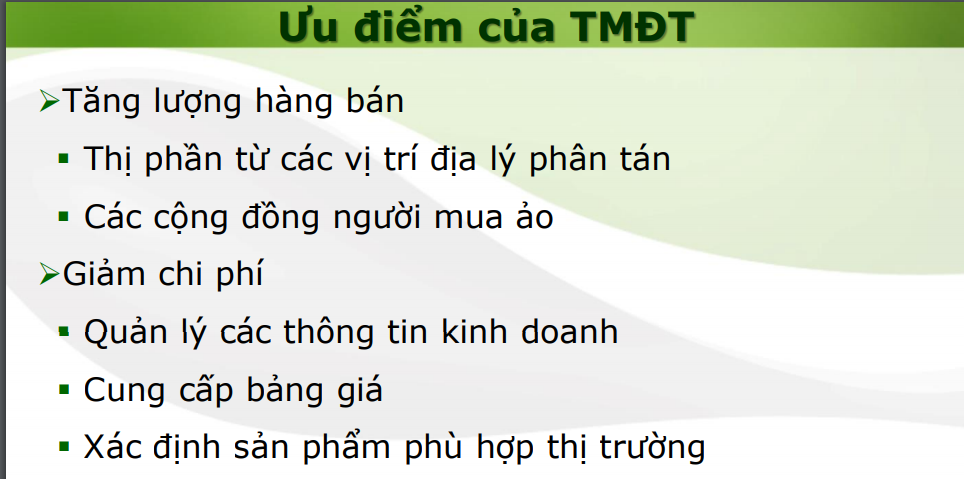 Ưu điểm của TMĐT
Tăng lượng hàng bán
Thị phần từ các vị trí địa lý phân tán
Các cộng đồng người mua ảo
Giảm chi phí
Quản lý các thông tin kinh doanh
Cung cấp bảng giá
Xác định sản phẩm phù hợp thị trường